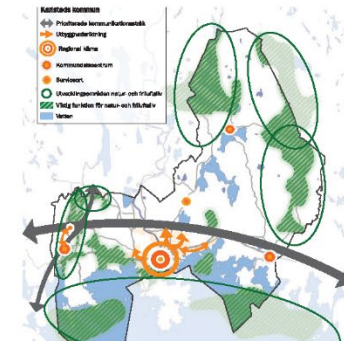 Karlstads kommun
Prioriterade kommunikationsstråk
Utbyggnadsriktning
Regional kärna
Kommundelscentrum
Serviceort
Utvecklingsområden natur- och friluftsliv
Viktig funktion för natur- och friluftsliv
Vatten